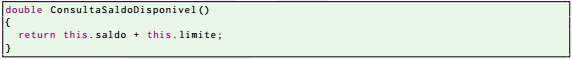 double ConsultaSaldoDisponivel()
{
  return this.saldo + this.limite;
}